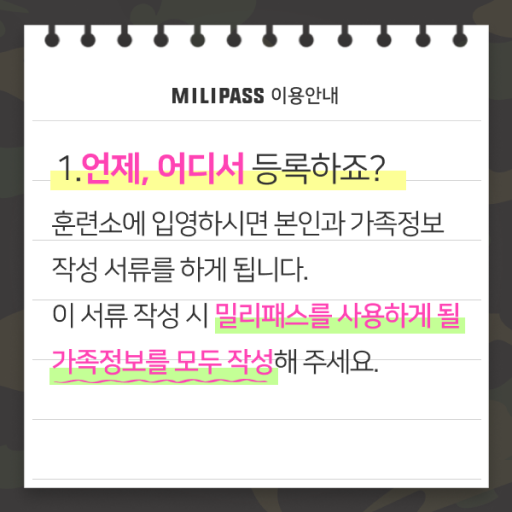 MILIPASS 이용안내
1.언제, 어디서 등록하죠?
훈련소에 입영하시면 본인과 가족정보
작성 서류를 하게 됩니다.
이 서류 작성 시 밀리패스를 사용하게 될
가족정보를 모두 작성해 주세요.